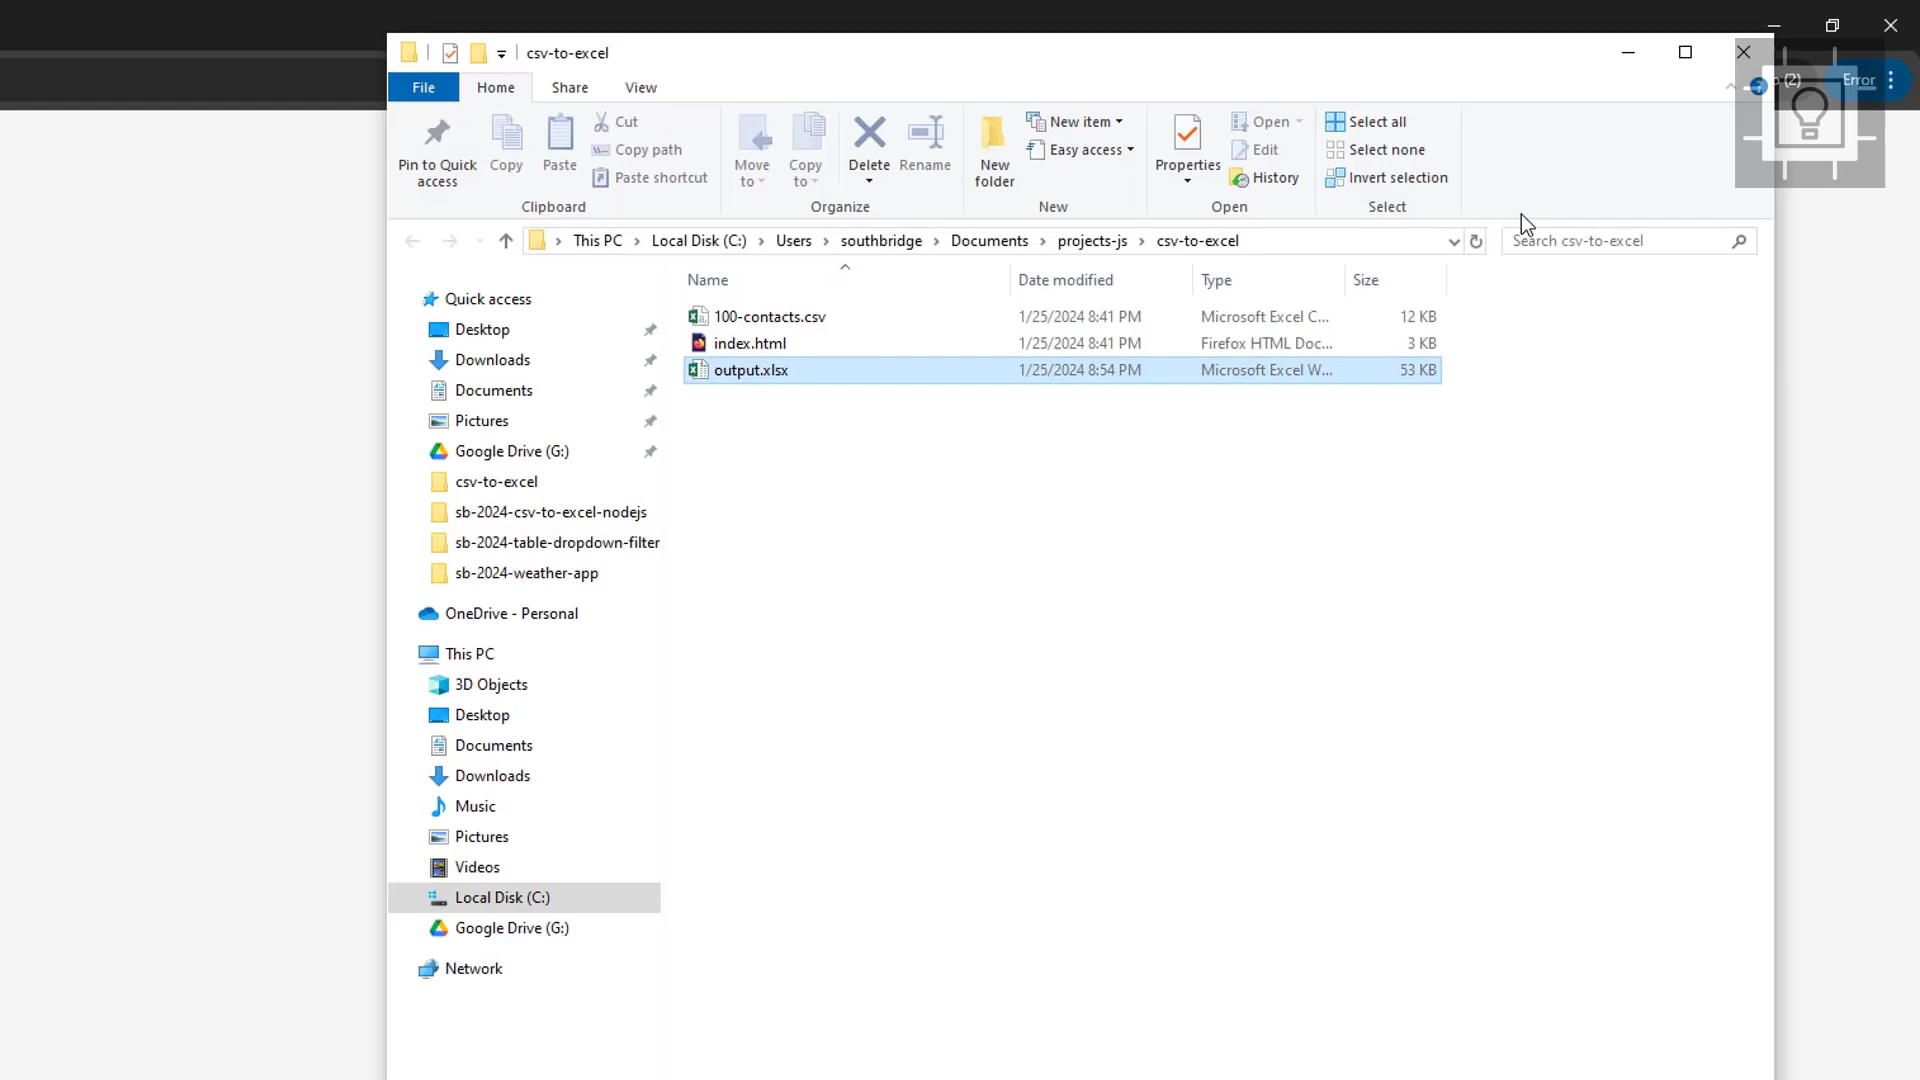 csv-to-excel
File Home Share View
Pin to Quick access
Copy
Paste
Cut
Copy path
Paste shortcut
Clipboard
Move to
Copy to
Delete
Rename
Organize
New folder
New item
Easy access
New
Properties
Open
Edit
History
Open
Select all
Select none
Invert selection
Select
(2)
Error
This PC > Local Disk (C:) > Users > southbridge > Documents > projects-js > csv-to-excel
Search csv-to-excel
Name Date modified Type Size
100-contacts.csv 1/25/2024 8:41 PM Microsoft Excel C... 12 KB
index.html 1/25/2024 8:41 PM Firefox HTML Doc... 3 KB
output.xlsx 1/25/2024 8:54 PM Microsoft Excel W... 53 KB
Quick access
Desktop
Downloads
Documents
Pictures
Google Drive (G:)
csv-to-excel
sb-2024-csv-to-excel-nodejs
sb-2024-table-dropdown-filter
sb-2024-weather-app
OneDrive - Personal
This PC
3D Objects
Desktop
Documents
Downloads
Music
Pictures
Videos
Local Disk (C:)
Google Drive (G:)
Network